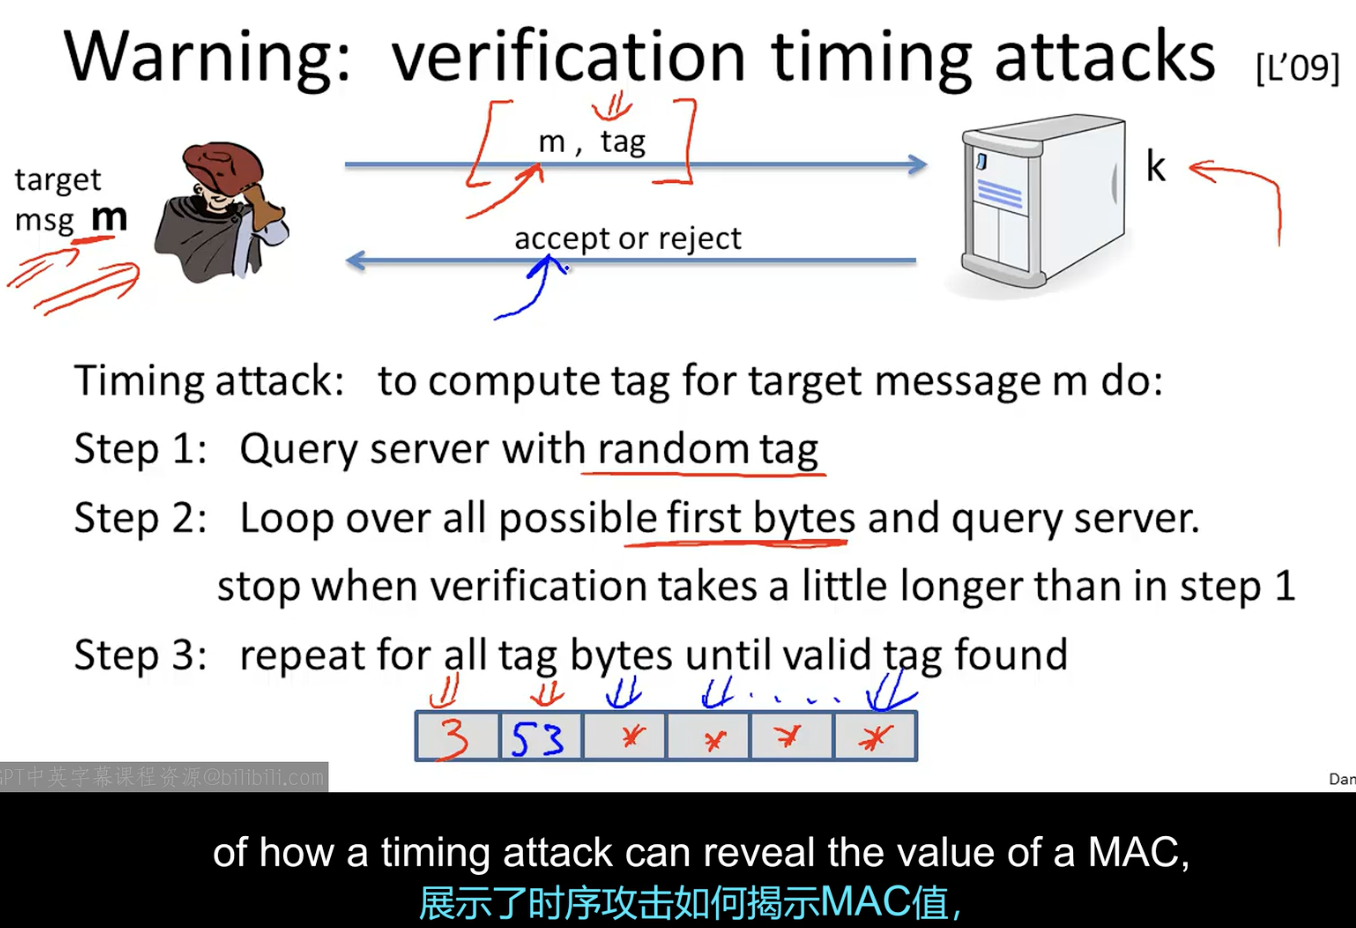 Warning: verification timing attacks [L'09]
m , tag
target
msg m
k
accept or reject
Timing attack: to compute tag for target message m do:
Step 1: Query server with random tag
Step 2: Loop over all possible first bytes and query server.
stop when verification takes a little longer than in step 1
Step 3: repeat for all tag bytes until valid tag found
3 53 * * * *
GPT中英字幕课程资源@bilibili.com
Dan
of how a timing attack can reveal the value of a MAC,
展示了时序攻击如何揭示MAC值，